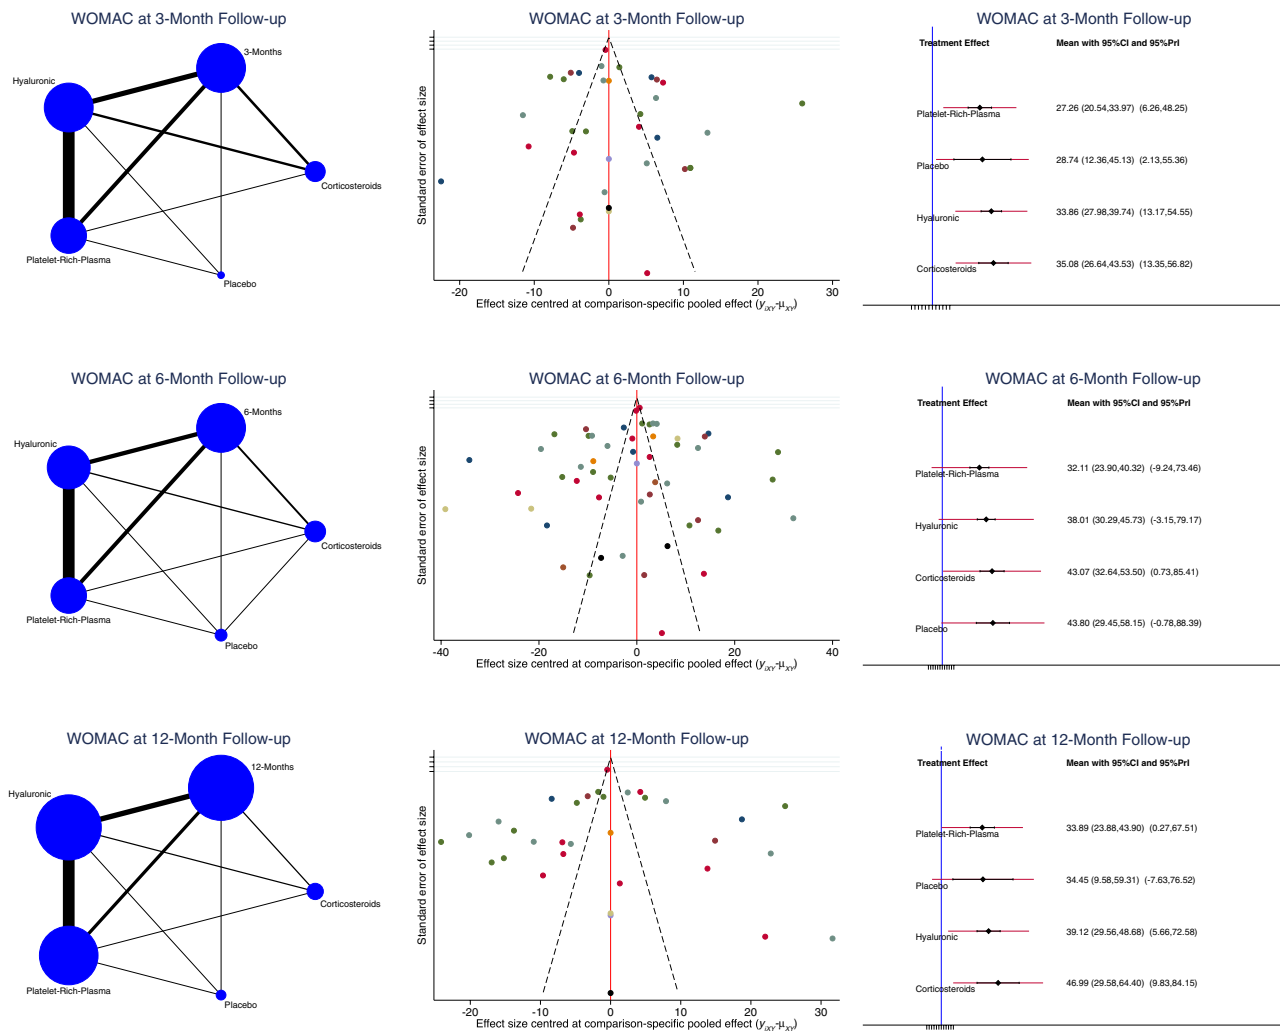 WOMAC at 3-Month Follow-up
3-Months
Hyaluronic
Corticosteroids
Platelet-Rich-Plasma
Placebo
WOMAC at 3-Month Follow-up
Standard error of effect size
-20 -10 0 10 20 30
Effect size centred at comparison-specific pooled effect (yiXY-μXY)
WOMAC at 3-Month Follow-up
Treatment Effect Mean with 95%CI and 95%PrI
Platelet-Rich-Plasma 27.26 (20.54,33.97) (6.26,48.25)
Placebo 28.74 (12.36,45.13) (2.13,55.36)
Hyaluronic 33.86 (27.98,39.74) (13.17,54.55)
Corticosteroids 35.08 (26.64,43.53) (13.35,56.82)
WOMAC at 6-Month Follow-up
6-Months
Hyaluronic
Corticosteroids
Platelet-Rich-Plasma
Placebo
WOMAC at 6-Month Follow-up
Standard error of effect size
-40 -20 0 20 40
Effect size centred at comparison-specific pooled effect (yiXY-μXY)
WOMAC at 6-Month Follow-up
Treatment Effect Mean with 95%CI and 95%PrI
Platelet-Rich-Plasma 32.11 (23.90,40.32) (-9.24,73.46)
Hyaluronic 38.01 (30.29,45.73) (-3.15,79.17)
Corticosteroids 43.07 (32.64,53.50) (0.73,85.41)
Placebo 43.80 (29.45,58.15) (-0.78,88.39)
WOMAC at 12-Month Follow-up
12-Months
Hyaluronic
Corticosteroids
Platelet-Rich-Plasma
Placebo
WOMAC at 12-Month Follow-up
Standard error of effect size
-20 -10 0 10 20 30
Effect size centred at comparison-specific pooled effect (yiXY-μXY)
WOMAC at 12-Month Follow-up
Treatment Effect Mean with 95%CI and 95%PrI
Platelet-Rich-Plasma 33.89 (23.88,43.90) (0.27,67.51)
Placebo 34.45 (9.58,59.31) (-7.63,76.52)
Hyaluronic 39.12 (29.56,48.68) (5.66,72.58)
Corticosteroids 46.99 (29.58,64.40) (9.83,84.15)